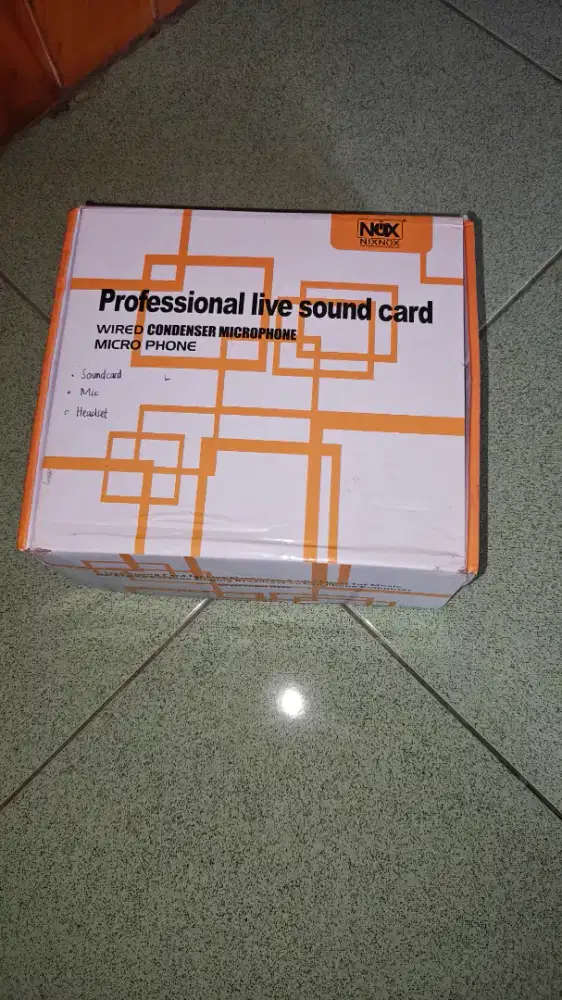 NOX
NIXNOX
Professional live sound card
WIRED CONDENSER MICROPHONE
MICRO PHONE
• Soundcard
• Mic
• Headset